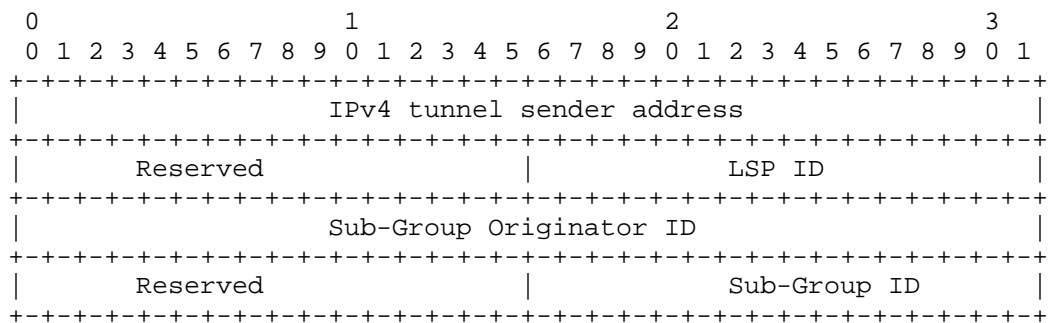 0                   1                   2                   3
 0 1 2 3 4 5 6 7 8 9 0 1 2 3 4 5 6 7 8 9 0 1 2 3 4 5 6 7 8 9 0 1
+-+-+-+-+-+-+-+-+-+-+-+-+-+-+-+-+-+-+-+-+-+-+-+-+-+-+-+-+-+-+-+-+
|                   IPv4 tunnel sender address                  |
+-+-+-+-+-+-+-+-+-+-+-+-+-+-+-+-+-+-+-+-+-+-+-+-+-+-+-+-+-+-+-+-+
|       Reserved                |            LSP ID             |
+-+-+-+-+-+-+-+-+-+-+-+-+-+-+-+-+-+-+-+-+-+-+-+-+-+-+-+-+-+-+-+-+
|                   Sub-Group Originator ID                     |
+-+-+-+-+-+-+-+-+-+-+-+-+-+-+-+-+-+-+-+-+-+-+-+-+-+-+-+-+-+-+-+-+
|       Reserved                |            Sub-Group ID       |
+-+-+-+-+-+-+-+-+-+-+-+-+-+-+-+-+-+-+-+-+-+-+-+-+-+-+-+-+-+-+-+-+